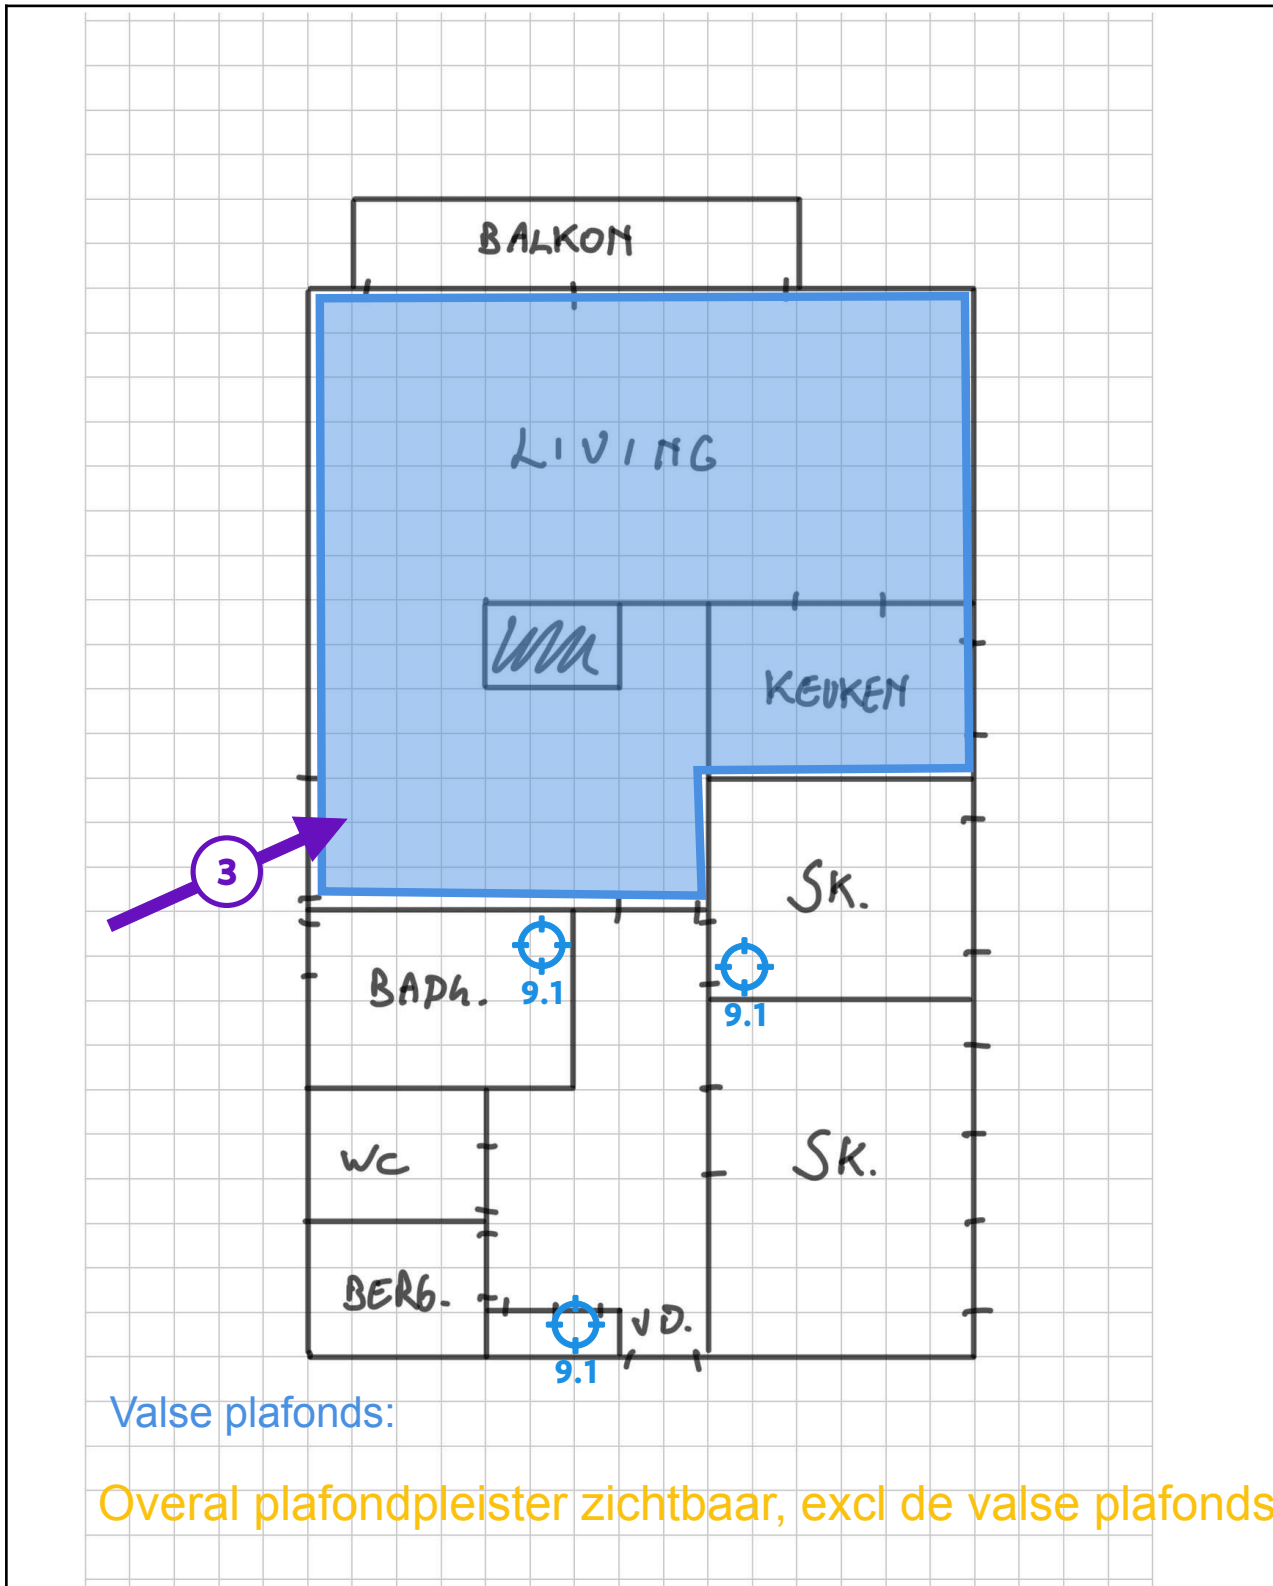 BALKON
LIVING
KEUKEN
3
SK.
BADK.
9.1
9.1
WC
SK.
BERG.
VD.
9.1
Valse plafonds:
Overal plafondpleister zichtbaar, excl de valse plafonds